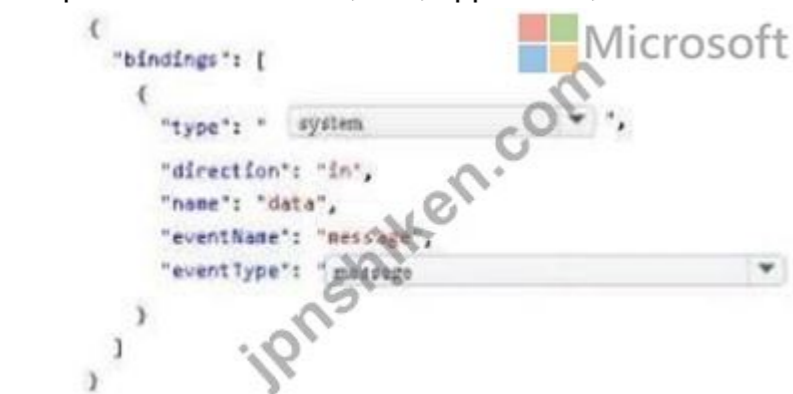 {
Microsoft
"bindings": [
{
"type": " system ",
"direction": "in",
"name": "data",
"eventName": "message",
"eventType": " message
}
]
}
jpnshiken.com